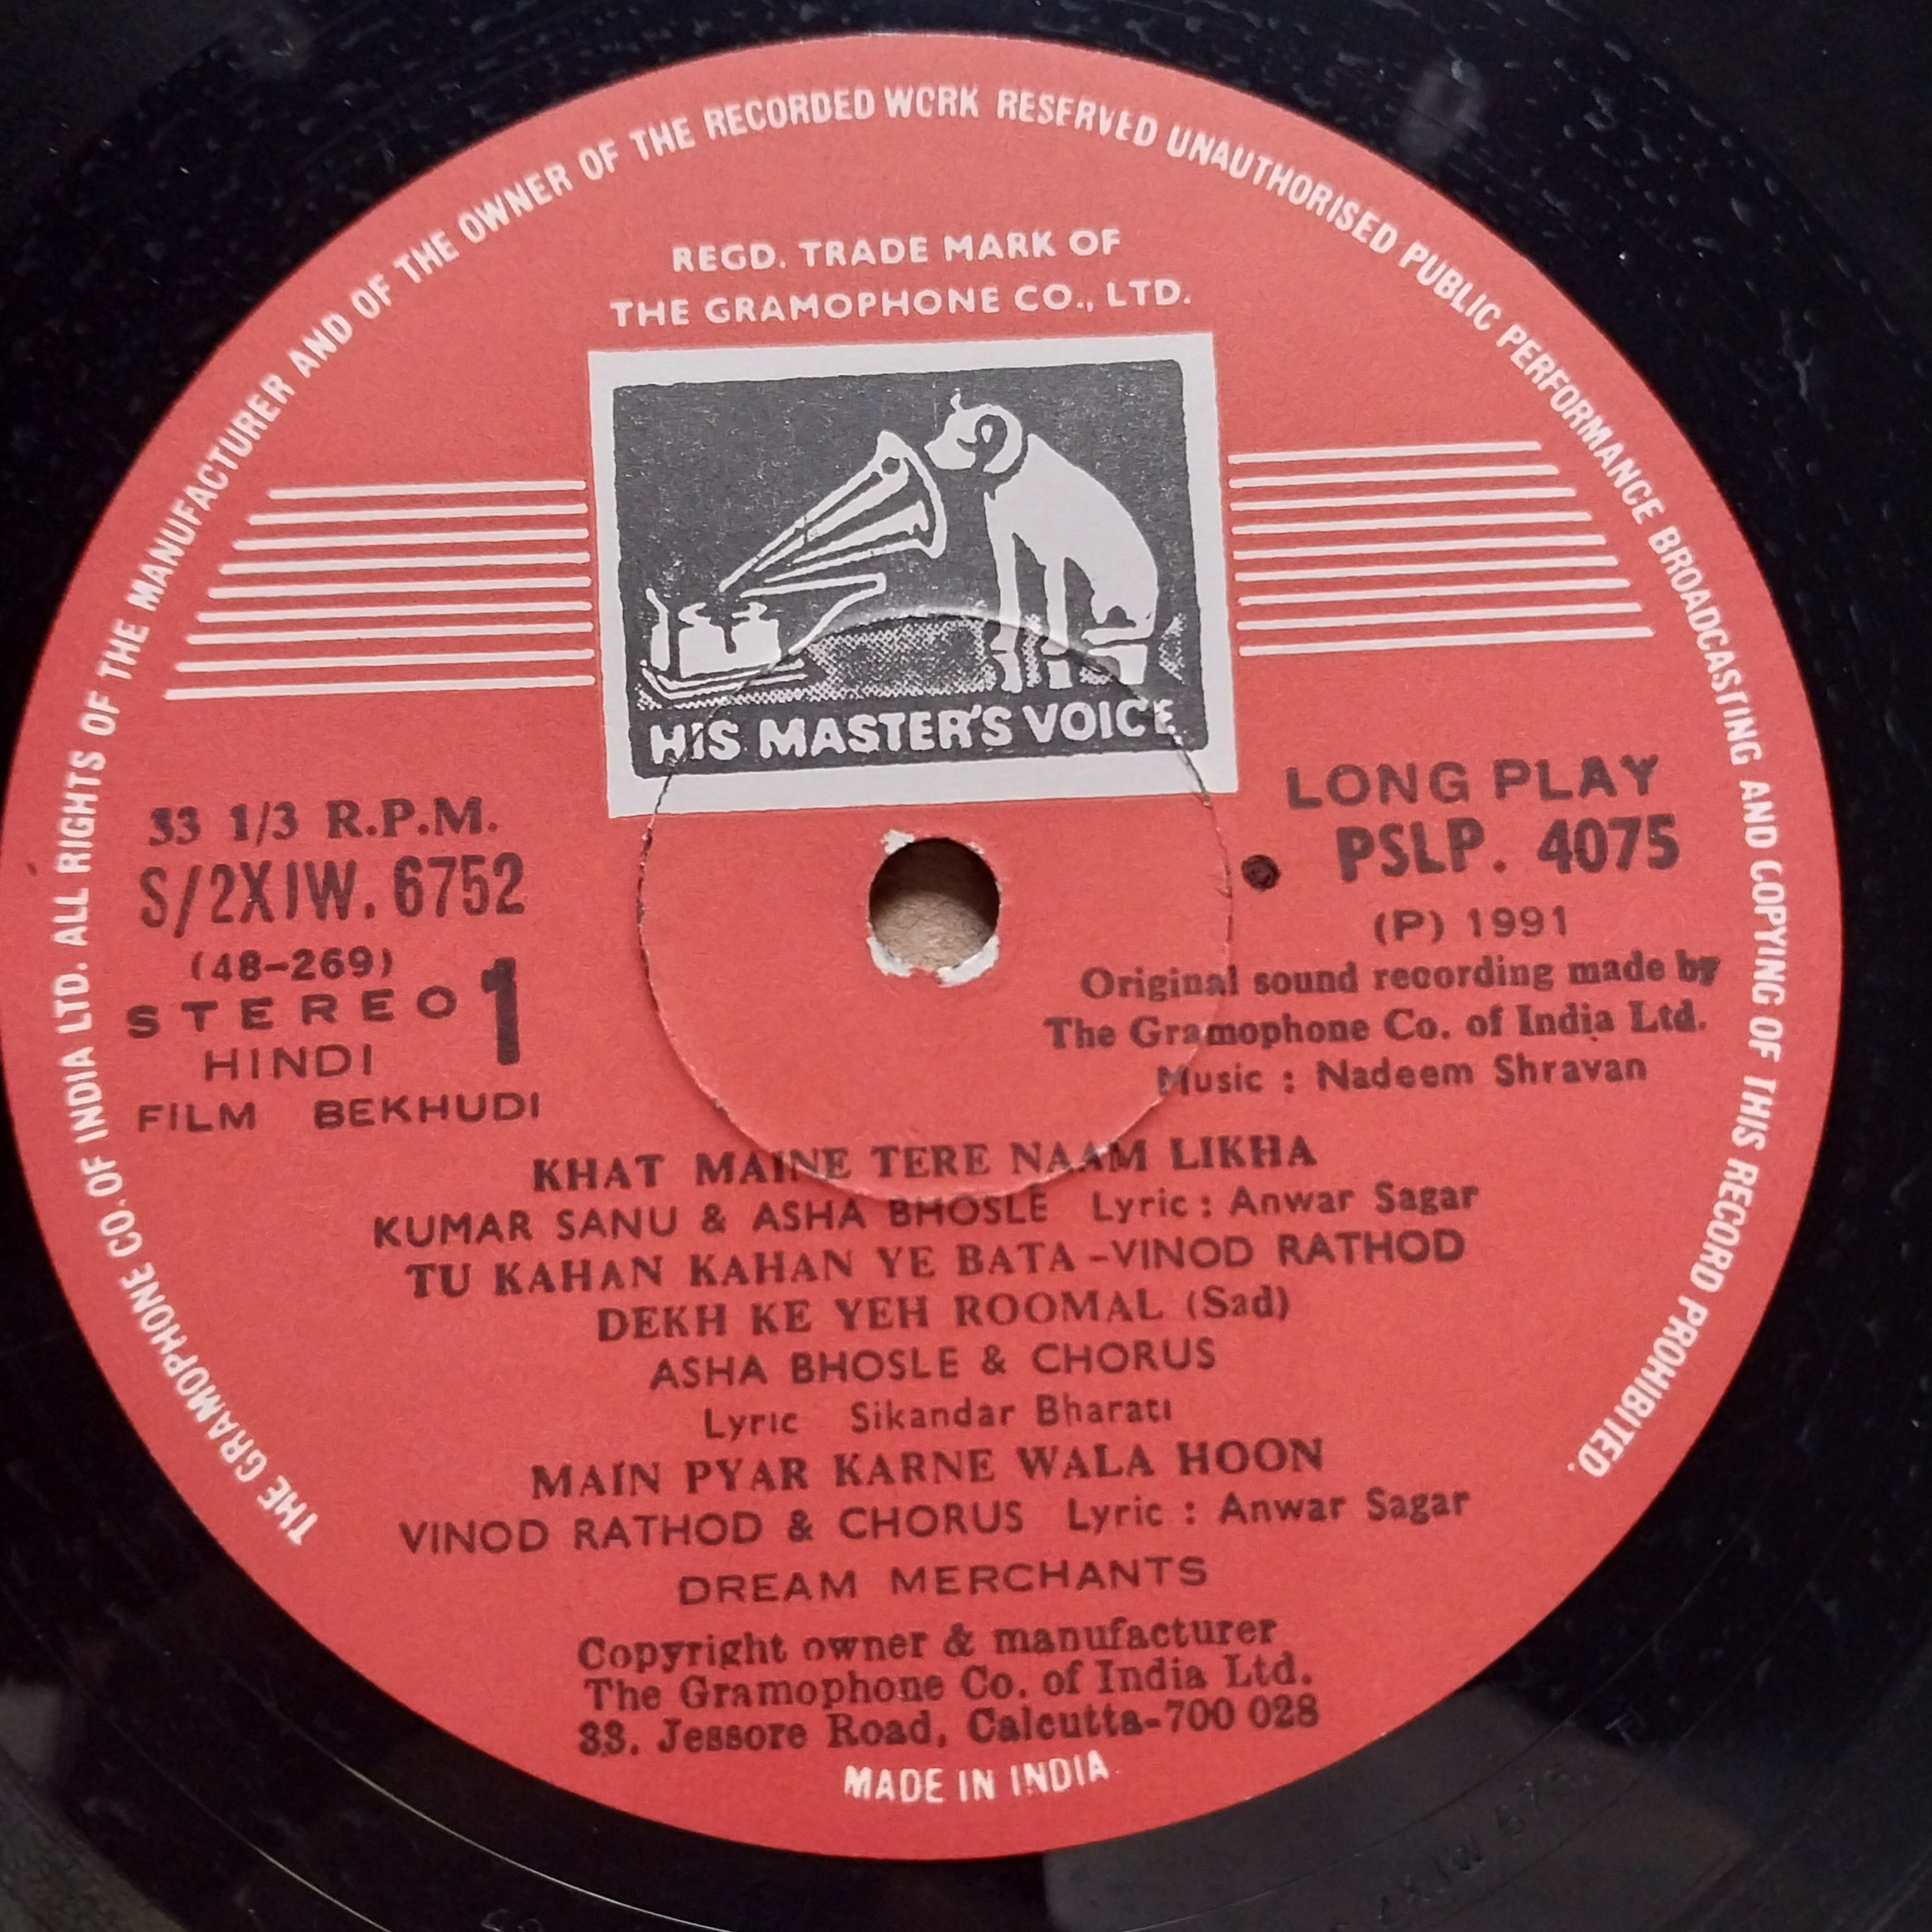 THE GRAMOPHONE CO. OF INDIA LTD. ALL RIGHTS OF THE MANUFACTURER AND OF THE OWNER OF THE RECORDED WORK RESERVED UNAUTHORISED PUBLIC PERFORMANCE BROADCASTING AND COPYING OF THIS RECORD PROHIBITED.
REGD. TRADE MARK OF
THE GRAMOPHONE CO., LTD.
HIS MASTER'S VOICE
33 1/3 R.P.M.
S/2XJW. 6752
(48-269)
STEREO 1
HINDI
FILM BEKHUDI
LONG PLAY
PSLP. 4075
(P) 1991
Original sound recording made by
The Gramophone Co. of India Ltd.
Music : Nadeem Shravan
KHAT MAINE TERE NAAM LIKHA
KUMAR SANU & ASHA BHOSLE Lyric : Anwar Sagar
TU KAHAN KAHAN YE BATA -VINOD RATHOD
DEKH KE YEH ROOMAL (Sad)
ASHA BHOSLE & CHORUS
Lyric Sikandar Bharati
MAIN PYAR KARNE WALA HOON
VINOD RATHOD & CHORUS Lyric : Anwar Sagar
DREAM MERCHANTS
Copyright owner & manufacturer
The Gramophone Co. of India Ltd.
33, Jessore Road, Calcutta-700 028
MADE IN INDIA